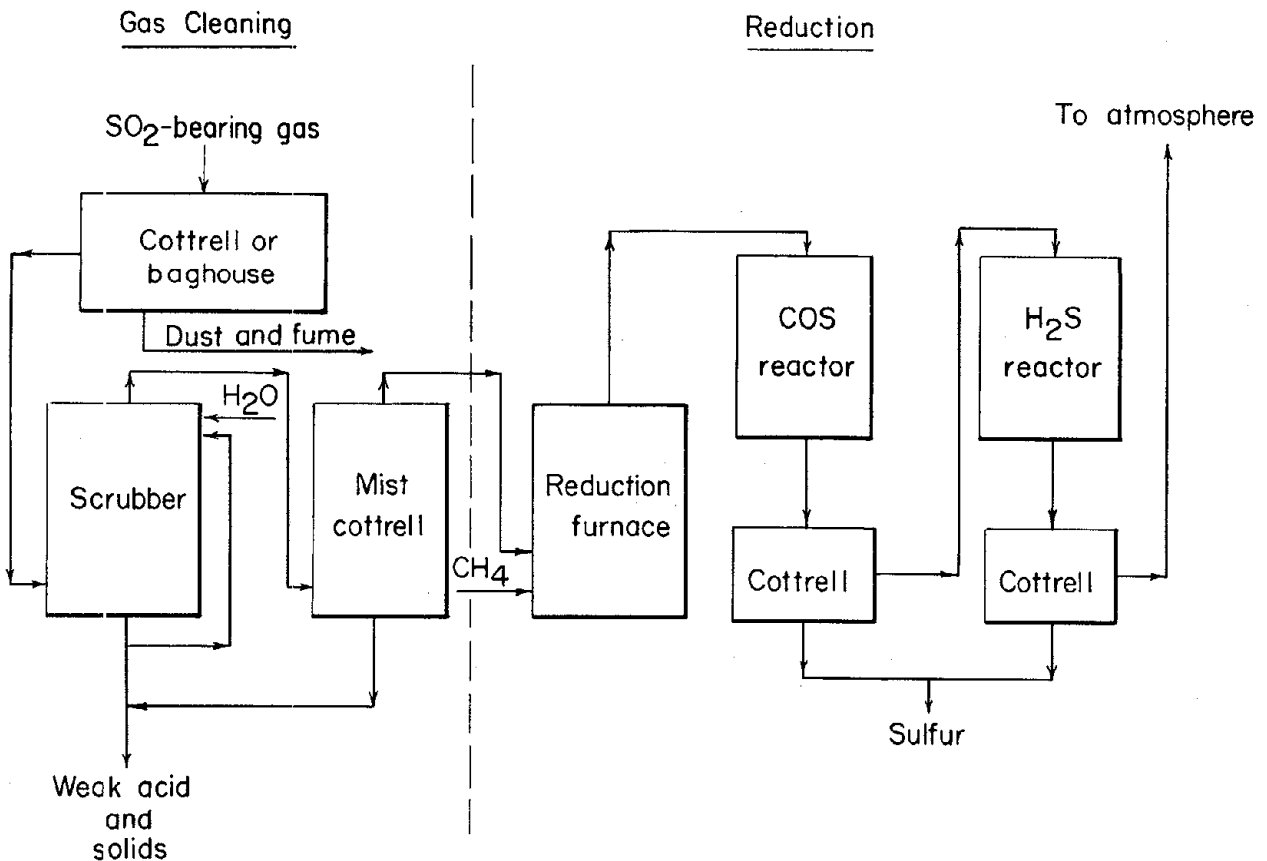 Gas Cleaning
Reduction
SO2-bearing gas
To atmosphere
Cottrell or
baghouse
Dust and fume
COS
reactor
H2S
reactor
H2O
Scrubber
Mist
cottrell
Reduction
furnace
CH4
Cottrell
Cottrell
Sulfur
Weak acid
and
solids